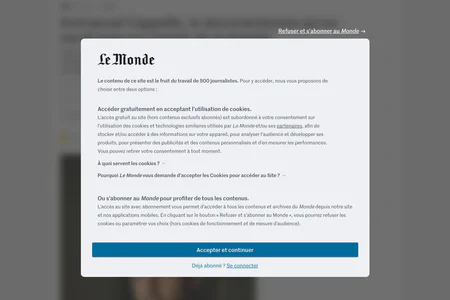 Refuser et s'abonner au Monde →
Le Monde
Le contenu de ce site est le fruit du travail de 500 journalistes. Pour y accéder, nous vous proposons de
choisir entre deux options :
Accéder gratuitement en acceptant l'utilisation de cookies.
L'accès gratuit au site (hors contenus exclusifs abonnés) est subordonné à votre consentement sur
l'utilisation des cookies et technologies similaires utilisés par Le Monde et/ou ses partenaires, afin de
stocker et/ou accéder à des informations sur votre appareil, pour analyser l'audience et développer ses
produits, pour présenter des publicités et des contenus personnalisés et d'en mesurer les performances.
Vous pouvez retirer votre consentement à tout moment.
À quoi servent les cookies ?
Pourquoi Le Monde vous demande d'accepter les Cookies pour accéder au Site ?
Ou s'abonner au Monde pour profiter de tous les contenus.
L'accès au site avec abonnement vous permet d'accéder à tous les contenus et archives du Monde depuis notre site
et nos applications mobiles. En cliquant sur le bouton « Refuser et s'abonner au Monde », vous pourrez refuser les
cookies ou paramétrer vos choix (hors cookies de fonctionnement et de mesure d'audience).
Accepter et continuer
Déjà abonné ? Se connecter